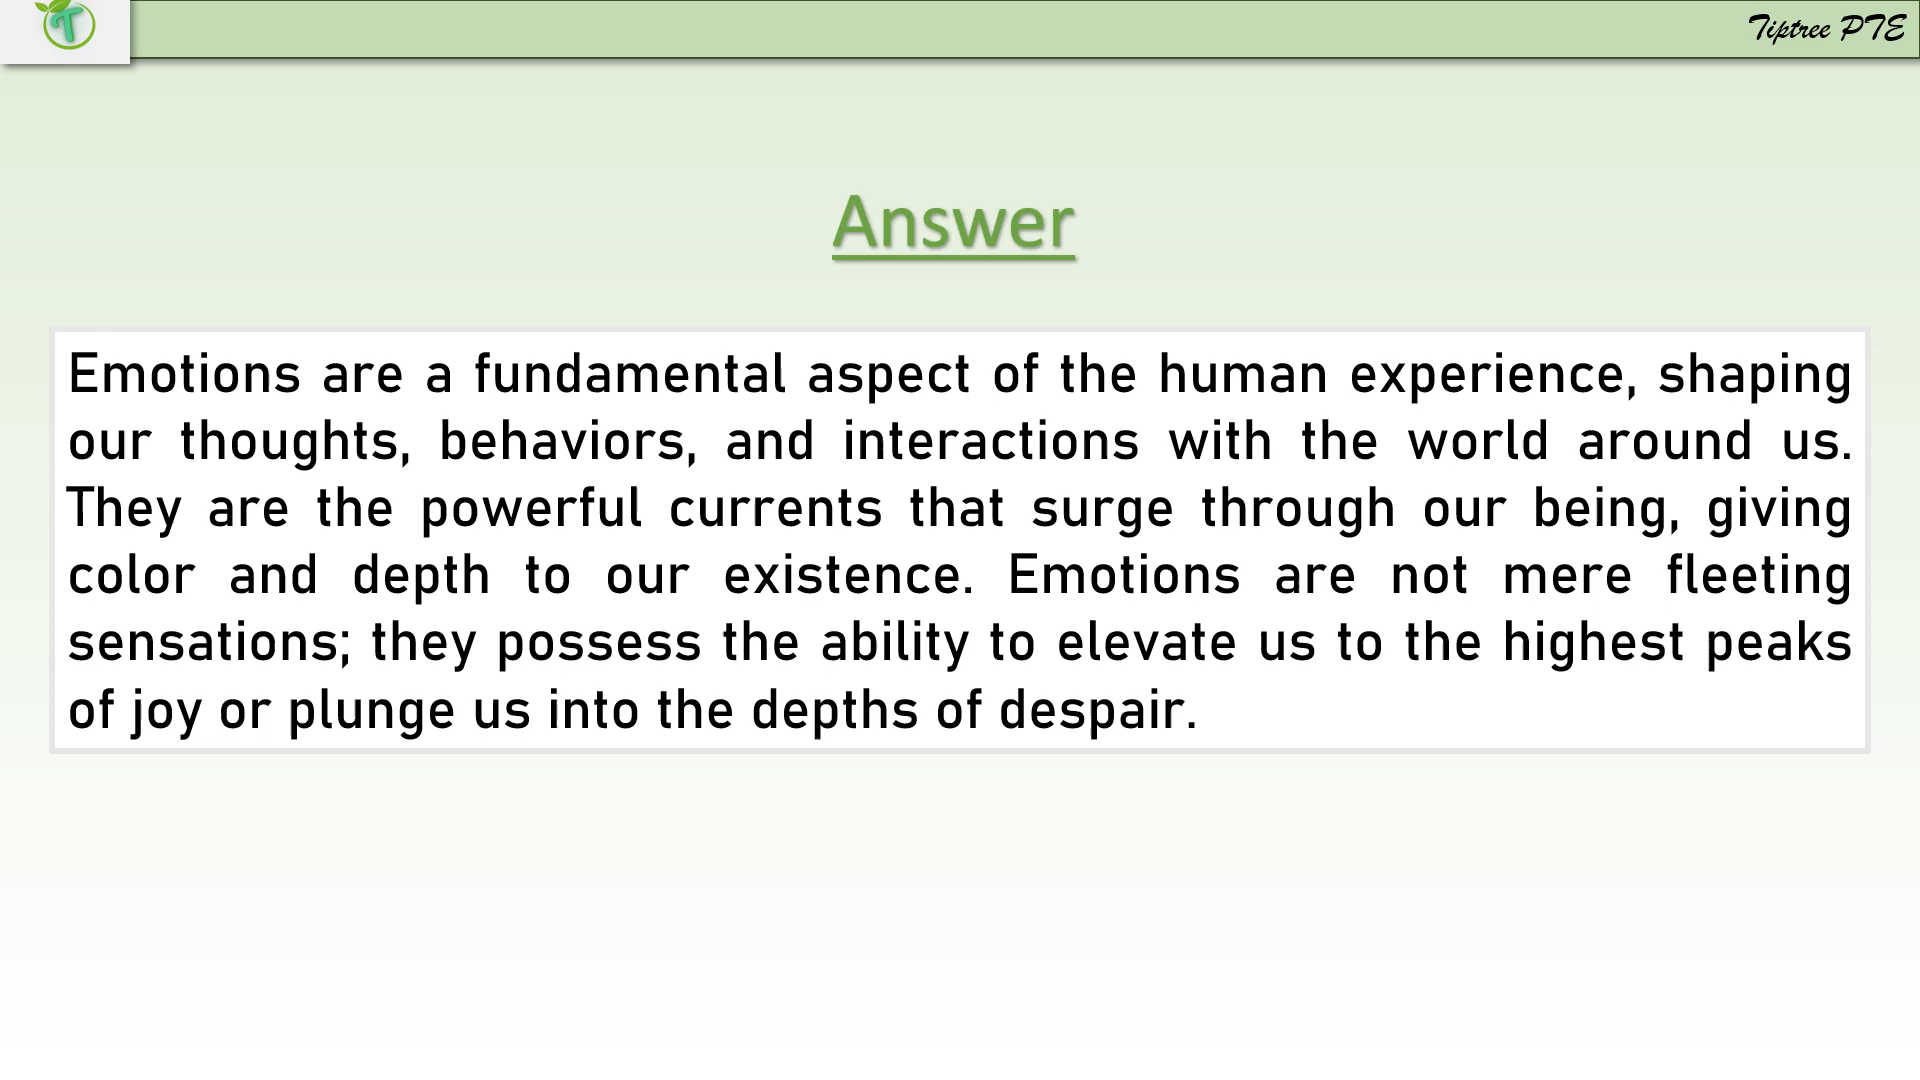 T
Tiptree PTE
Answer
Emotions are a fundamental aspect of the human experience, shaping
our thoughts, behaviors, and interactions with the world around us.
They are the powerful currents that surge through our being, giving
color and depth to our existence. Emotions are not mere fleeting
sensations; they possess the ability to elevate us to the highest peaks
of joy or plunge us into the depths of despair.